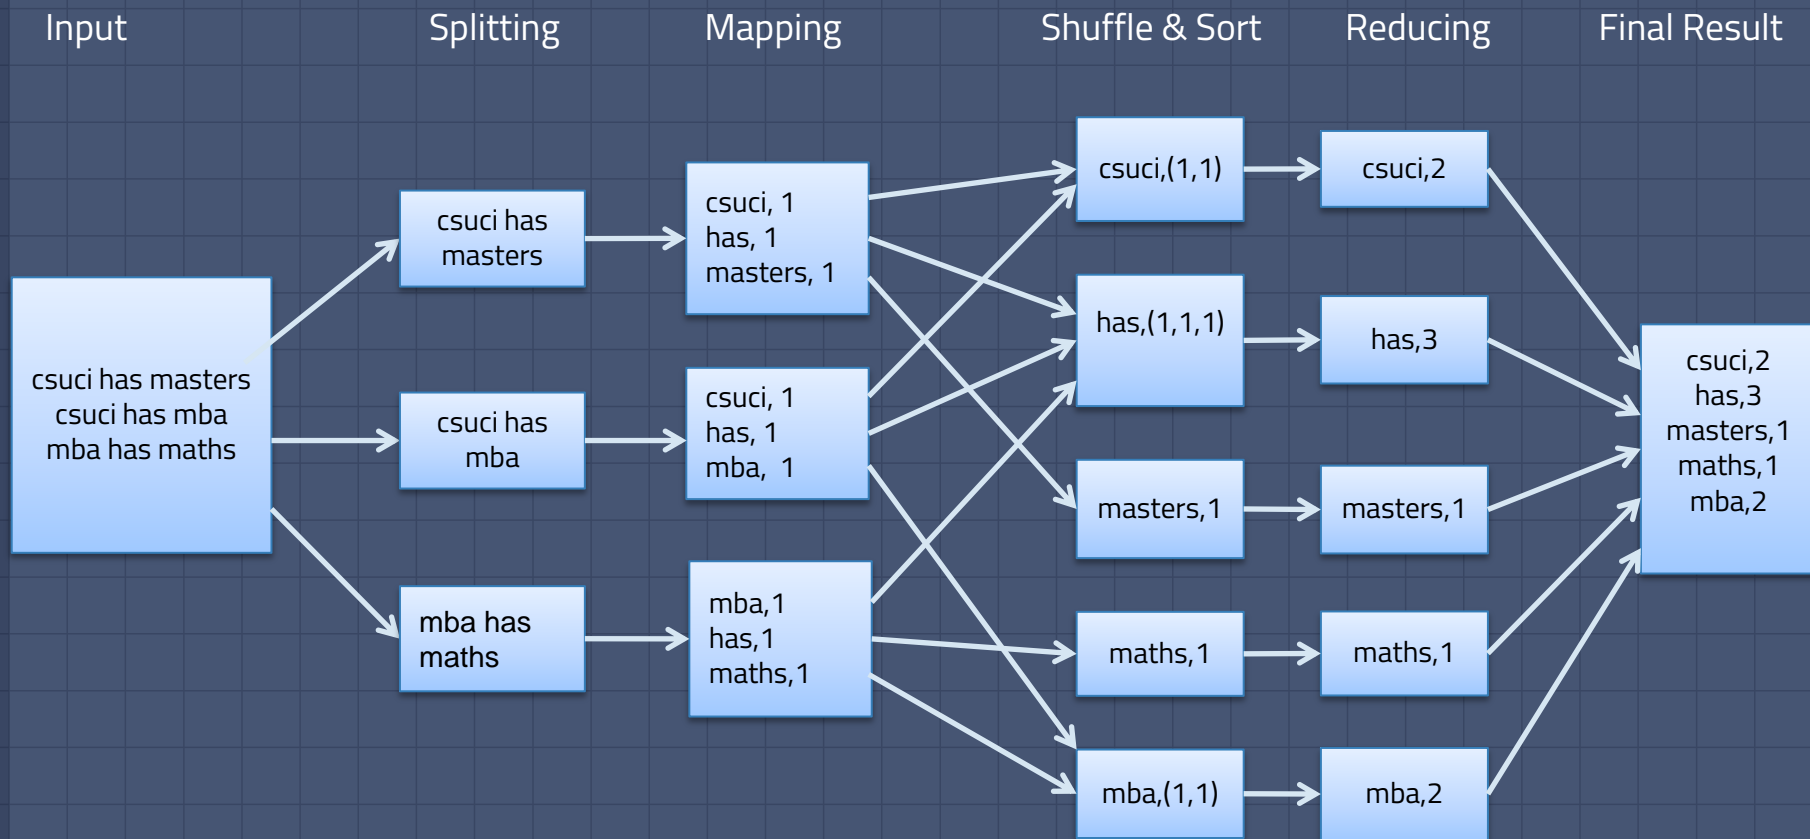 Input
Splitting
Mapping
Shuffle & Sort
Reducing
Final Result
csuci has masters
csuci has mba
mba has maths
csuci has
masters
csuci has
mba
mba has
maths
csuci, 1
has, 1
masters, 1
csuci, 1
has, 1
mba,  1
mba,1
has,1
maths,1
csuci,(1,1)
has,(1,1,1)
masters,1
maths,1
mba,(1,1)
csuci,2
has,3
masters,1
maths,1
mba,2
csuci,2
has,3
masters,1
maths,1
mba,2